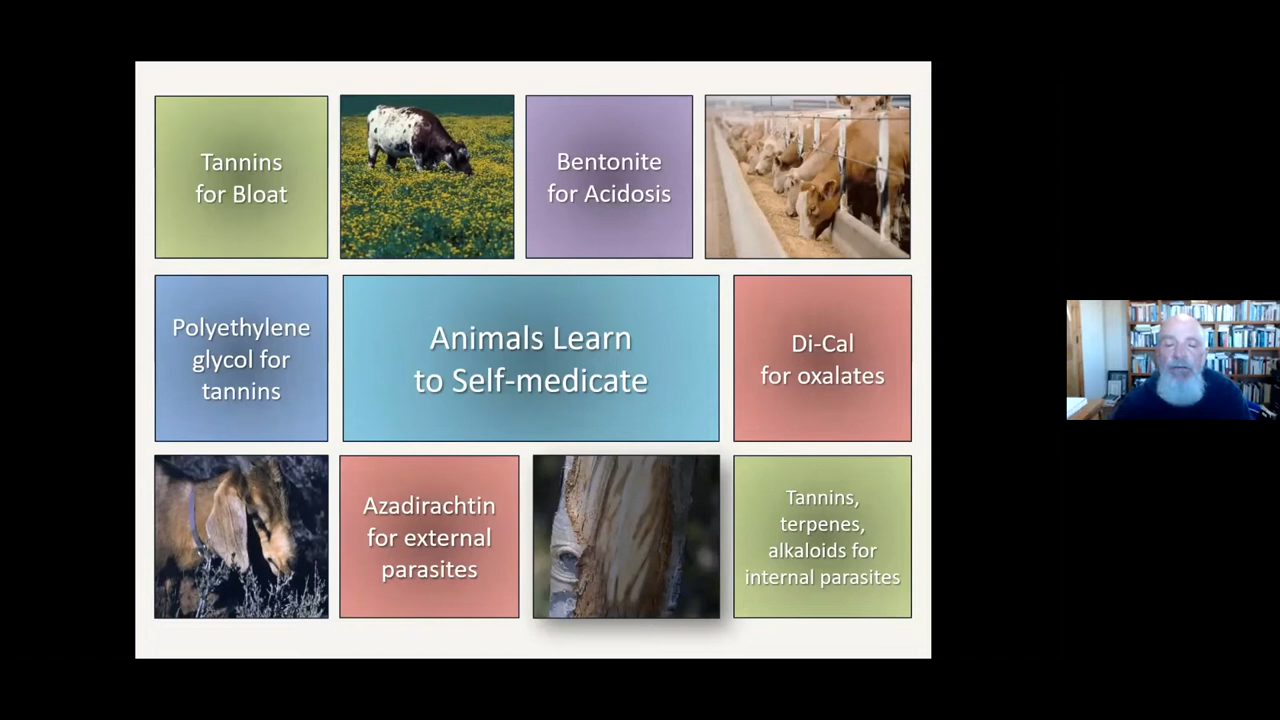 Tannins
for Bloat
Bentonite
for Acidosis
Polyethylene
glycol for
tannins
Animals Learn
to Self-medicate
Di-Cal
for oxalates
Azadirachtin
for external
parasites
Tannins,
terpenes,
alkaloids for
internal parasites